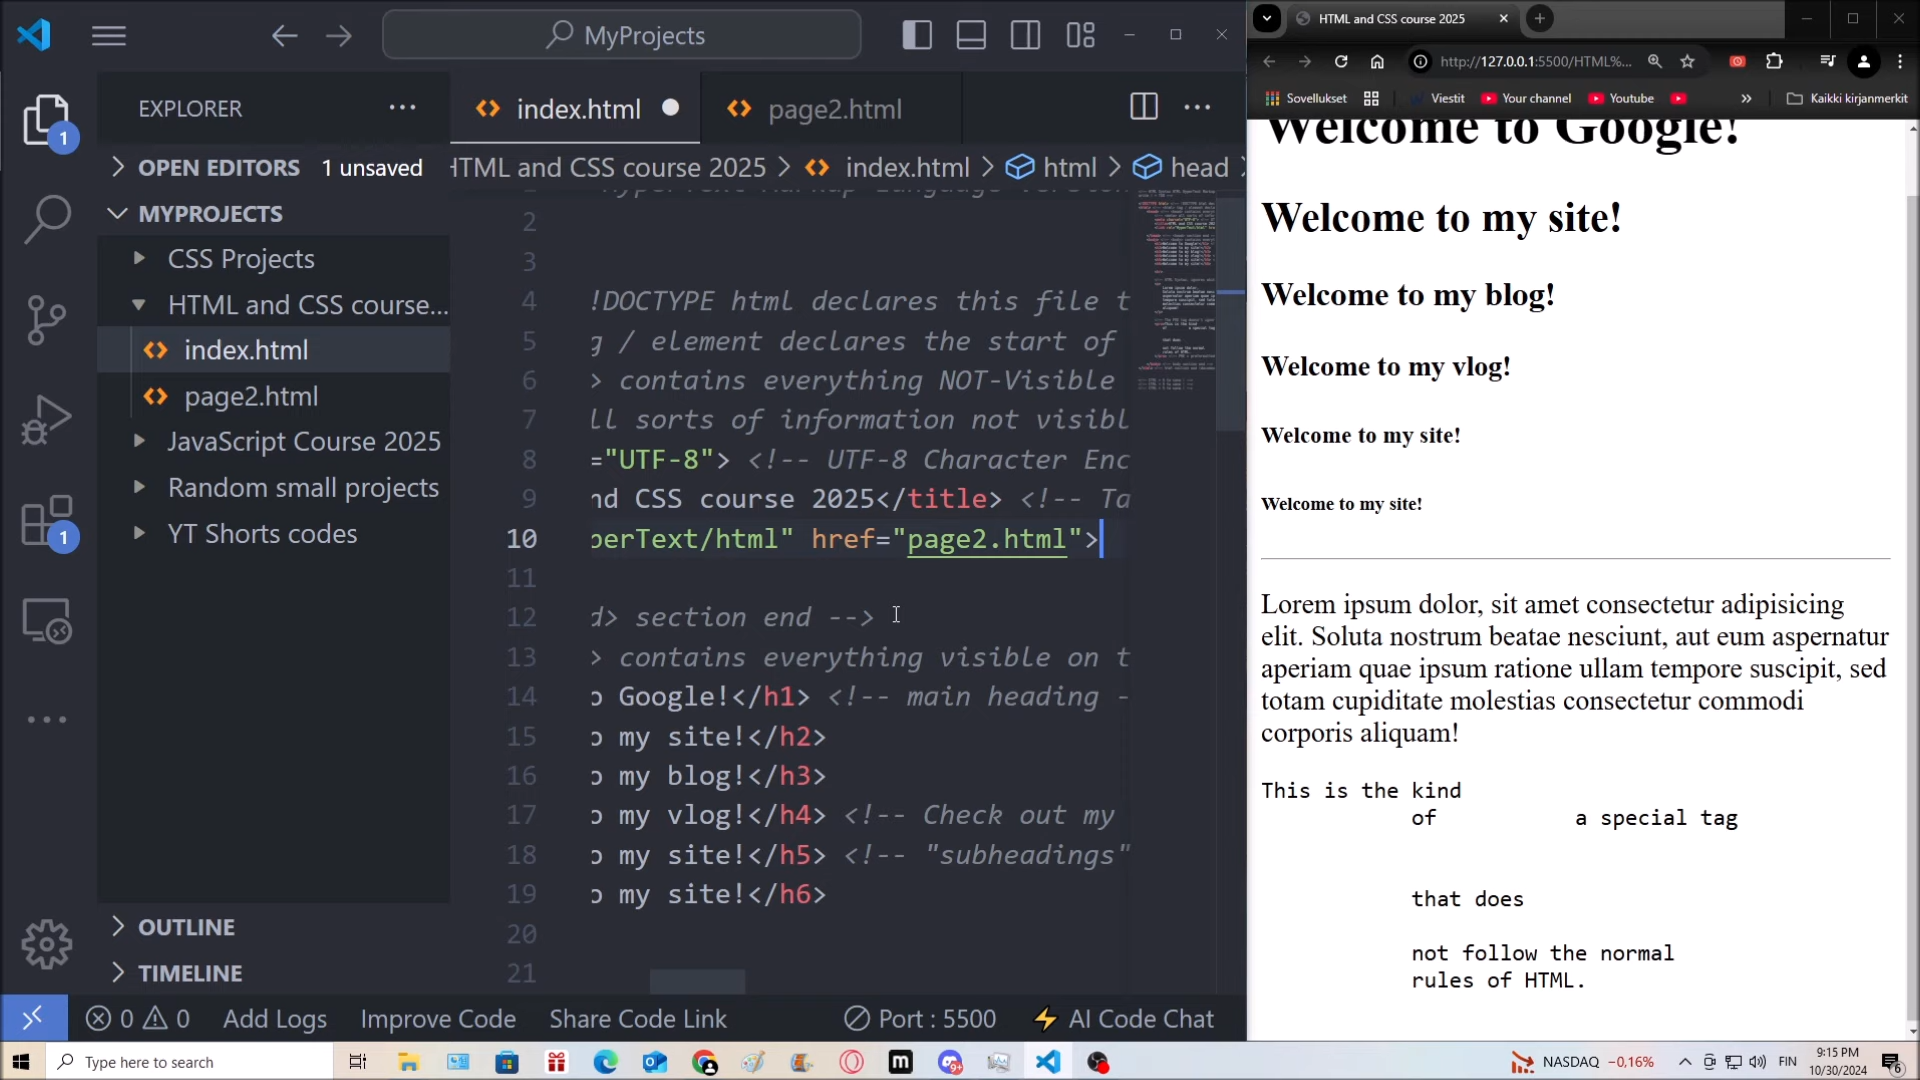 MyProjects
EXPLORER
index.html
page2.html
OPEN EDITORS 1 unsaved
HTML and CSS course 2025 > index.html > html > head
MYPROJECTS
CSS Projects
HTML and CSS course...
index.html
page2.html
JavaScript Course 2025
Random small projects
YT Shorts codes
OUTLINE
TIMELINE
1
1
2
3
4 !DOCTYPE html declares this file t
5 g / element declares the start of
6 > contains everything NOT-Visible
7 ll sorts of information not visibl
8 ="UTF-8"> <!-- UTF-8 Character Enc
9 nd CSS course 2025</title> <!-- Ta
10 perText/html" href="page2.html">
11
12 d> section end -->
13 > contains everything visible on t
14 o Google!</h1> <!-- main heading -
15 o my site!</h2>
16 o my blog!</h3>
17 o my vlog!</h4> <!-- Check out my
18 o my site!</h5> <!-- "subheadings"
19 o my site!</h6>
20
21
0 0 Add Logs Improve Code Share Code Link Port : 5500 AI Code Chat
HTML and CSS course 2025
http://127.0.0.1:5500/HTML%...
Sovellukset Viestit Your channel Youtube » Kaikki kirjanmerkit
Welcome to Google!
Welcome to my site!
Welcome to my blog!
Welcome to my vlog!
Welcome to my site!
Welcome to my site!
Lorem ipsum dolor, sit amet consectetur adipisicing
elit. Soluta nostrum beatae nesciunt, aut eum aspernatur
aperiam quae ipsum ratione ullam tempore suscipit, sed
totam cupiditate molestias consectetur commodi
corporis aliquam!
This is the kind
of a special tag
that does
not follow the normal
rules of HTML.
Type here to search
NASDAQ -0,16% FIN 9:15 PM
10/30/2024
6